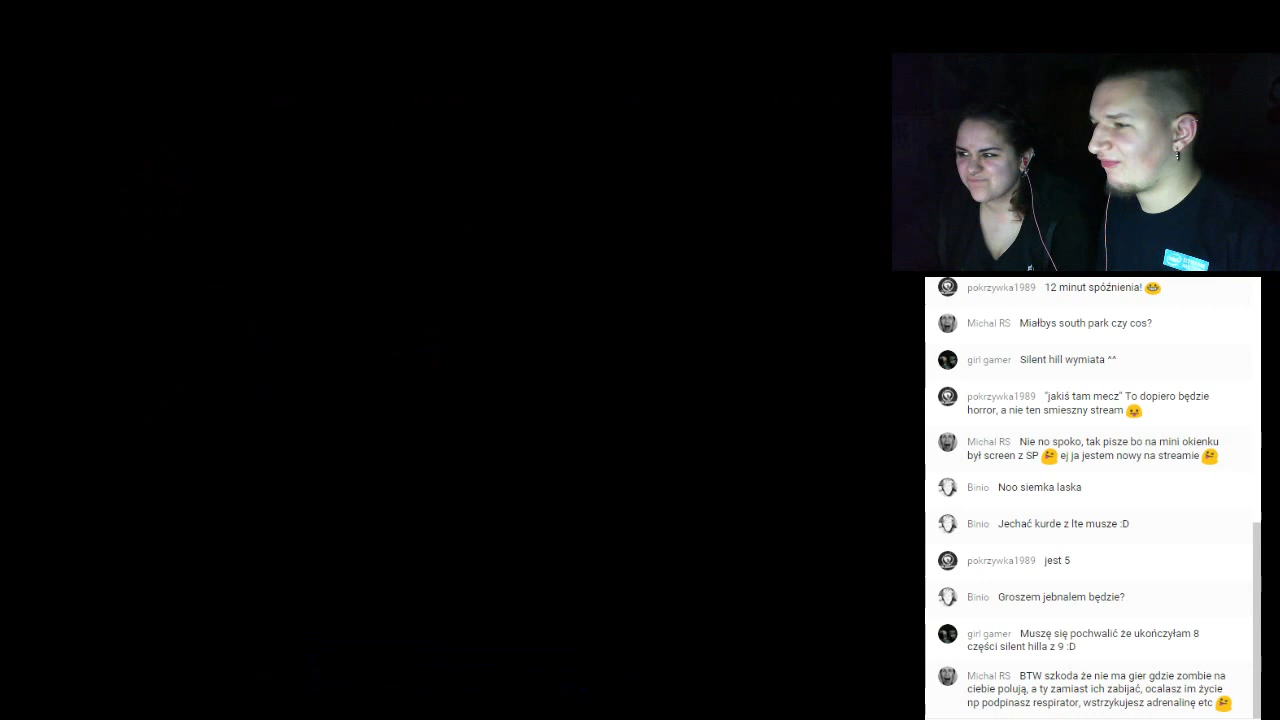 pokrzywka1989 12 minut spóźnienia! 😁
Michal RS Miałbys south park czy cos?
girl gamer Silent hill wymiata ^^
pokrzywka1989 "jakiś tam mecz" To dopiero będzie
horror, a nie ten smieszny stream 😛
Michal RS Nie no spoko, tak pisze bo na mini okienku
był screen z SP 😜 ej ja jestem nowy na streamie 😜
Binio Noo siemka laska
Binio Jechać kurde z lte musze :D
pokrzywka1989 jest 5
Binio Groszem jebnalem będzie?
girl gamer Muszę się pochwalić że ukończyłam 8
części silent hilla z 9 :D
Michal RS BTW szkoda że nie ma gier gdzie zombie na
ciebie polują, a ty zamiast ich zabijać, ocalasz im życie
np podpinasz respirator, wstrzykujesz adrenalinę etc 😜